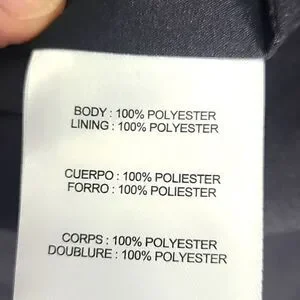 BODY : 100% POLYESTER
LINING : 100% POLYESTER
CUERPO : 100% POLIESTER
FORRO : 100% POLIESTER
CORPS : 100% POLYESTER
DOUBLURE : 100% POLYESTER